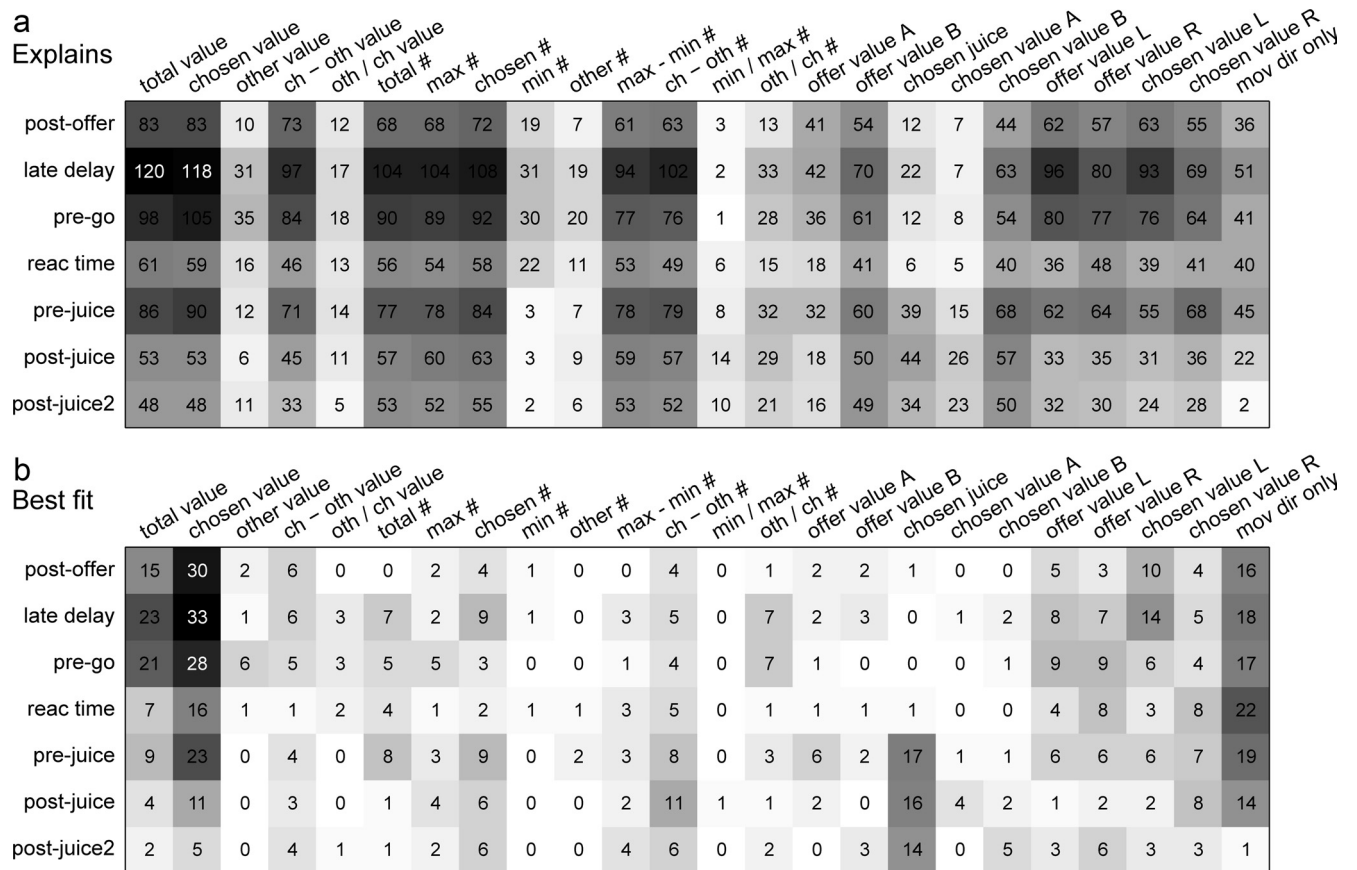 a
Explains
total value chosen value other value ch – oth value oth / ch value total # max # chosen # min # other # max - min # ch – oth # min / max # oth / ch # offer value A offer value B chosen juice chosen value A chosen value B offer value L offer value R chosen value L chosen value R mov dir only
post-offer 83 83 10 73 12 68 68 72 19 7 61 63 3 13 41 54 12 7 44 62 57 63 55 36
late delay 120 118 31 97 17 104 104 108 31 19 94 102 2 33 42 70 22 7 63 96 80 93 69 51
pre-go 98 105 35 84 18 90 89 92 30 20 77 76 1 28 36 61 12 8 54 80 77 76 64 41
reac time 61 59 16 46 13 56 54 58 22 11 53 49 6 15 18 41 6 5 40 36 48 39 41 40
pre-juice 86 90 12 71 14 77 78 84 3 7 78 79 8 32 32 60 39 15 68 62 64 55 68 45
post-juice 53 53 6 45 11 57 60 63 3 9 59 57 14 29 18 50 44 26 57 33 35 31 36 22
post-juice2 48 48 11 33 5 53 52 55 2 6 53 52 10 21 16 49 34 23 50 32 30 24 28 2
b
Best fit
total value chosen value other value ch – oth value oth / ch value total # max # chosen # min # other # max - min # ch – oth # min / max # oth / ch # offer value A offer value B chosen juice chosen value A chosen value B offer value L offer value R chosen value L chosen value R mov dir only
post-offer 15 30 2 6 0 0 2 4 1 0 0 4 0 1 2 2 1 0 0 5 3 10 4 16
late delay 23 33 1 6 3 7 2 9 1 0 3 5 0 7 2 3 0 1 2 8 7 14 5 18
pre-go 21 28 6 5 3 5 5 3 0 0 1 4 0 7 1 0 0 0 1 9 9 6 4 17
reac time 7 16 1 1 2 4 1 2 1 1 3 5 0 1 1 1 1 0 0 4 8 3 8 22
pre-juice 9 23 0 4 0 8 3 9 0 2 3 8 0 3 6 2 17 1 1 6 6 6 7 19
post-juice 4 11 0 3 0 1 4 6 0 0 2 11 1 1 2 0 16 4 2 1 2 2 8 14
post-juice2 2 5 0 4 1 1 2 6 0 0 4 6 0 2 0 3 14 0 5 3 6 3 3 1